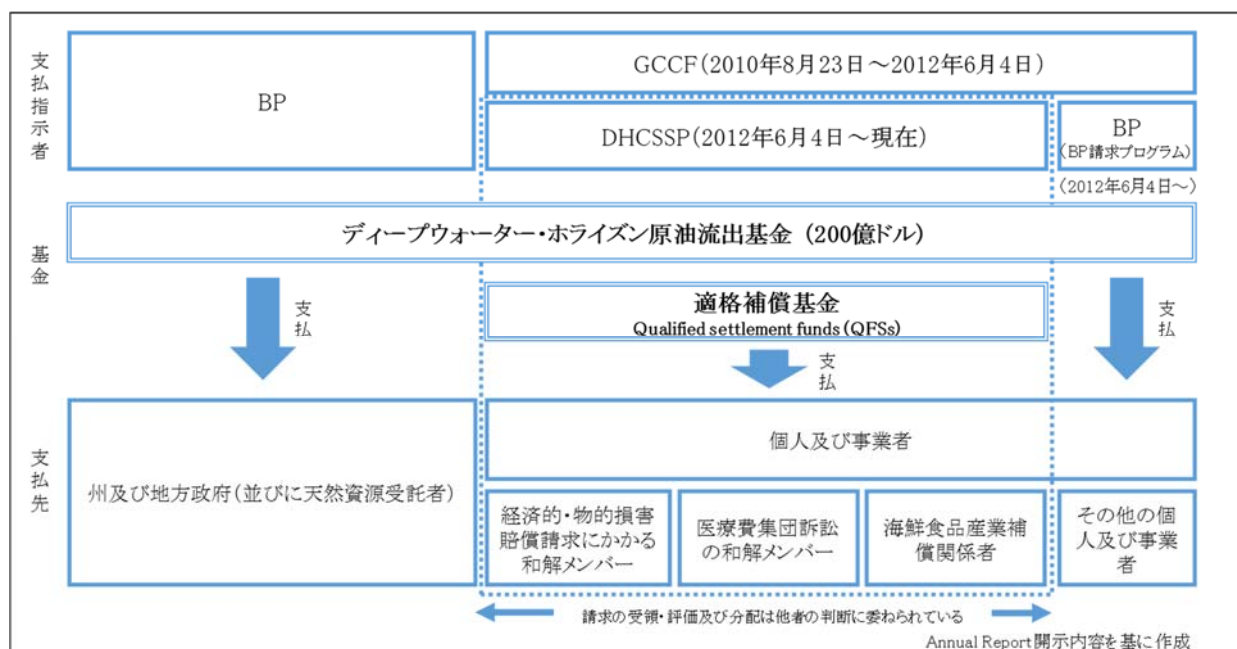 支払指示者
BP
GCCF(2010年8月23日～2012年6月4日)
DHCSSP(2012年6月4日～現在)
BP
(BP請求プログラム)
(2012年6月4日～)
基金
ディープウォーター・ホライズン原油流出基金 (200億ドル)
支払
適格補償基金
Qualified settlement funds (QFSs)
支払
支払
支払先
州及び地方政府(並びに天然資源受託者)
個人及び事業者
経済的・物的損害
賠償請求にかかる
和解メンバー
医療費集団訴訟
の和解メンバー
海鮮食品産業補
償関係者
その他の個
人及び事業
者
請求の受領・評価及び分配は他者の判断に委ねられている
Annual Report開示内容を基に作成